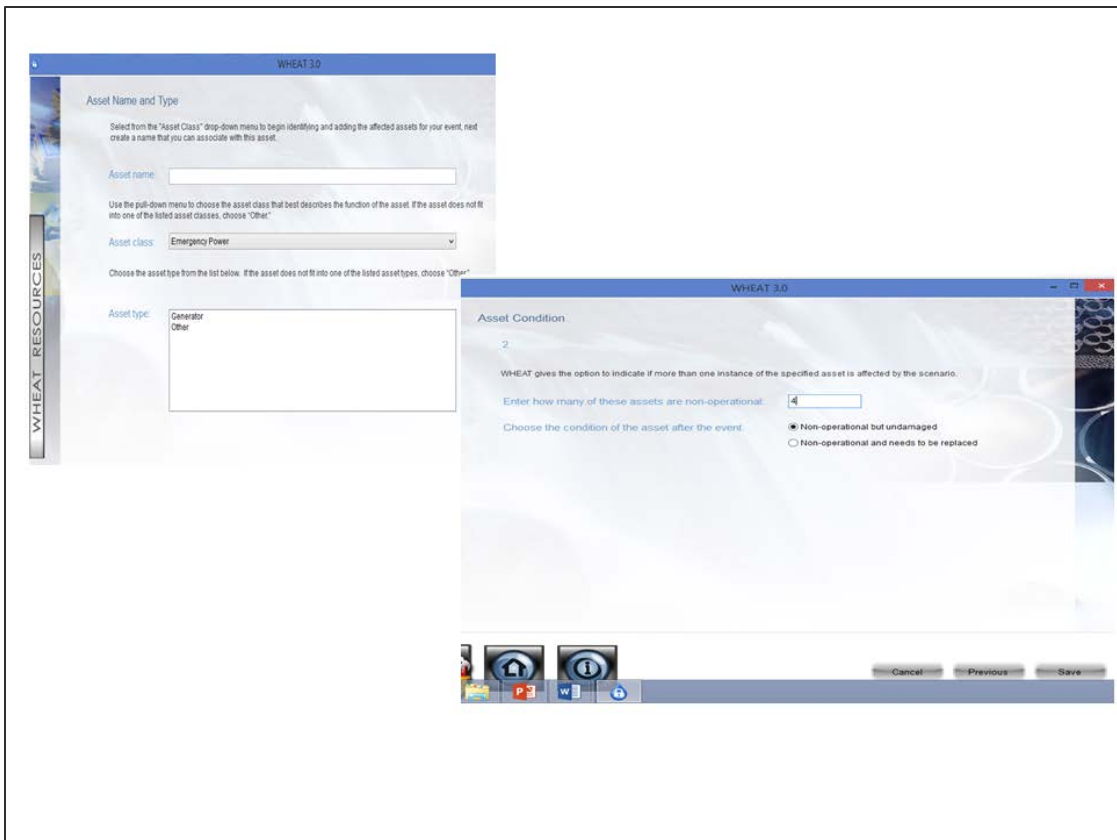 WHEAT 3.0
Asset Name and Type
Select from the "Asset Class" drop-down menu to begin identifying and adding the affected assets for your event, next
create a name that you can associate with this asset.
Asset name:
Use the pull-down menu to choose the asset class that best describes the function of the asset. If the asset does not fit
into one of the listed asset classes, choose "Other."
Asset class: Emergency Power
Choose the asset type from the list below. If the asset does not fit into one of the listed asset types, choose "Other"
Asset type: Generator
Other
WHEAT RESOURCES
WHEAT 3.0
Asset Condition
2
WHEAT gives the option to indicate if more than one instance of the specified asset is affected by the scenario.
Enter how many of these assets are non-operational: 4
Choose the condition of the asset after the event: Non-operational but undamaged
Non-operational and needs to be replaced
Cancel Previous Save